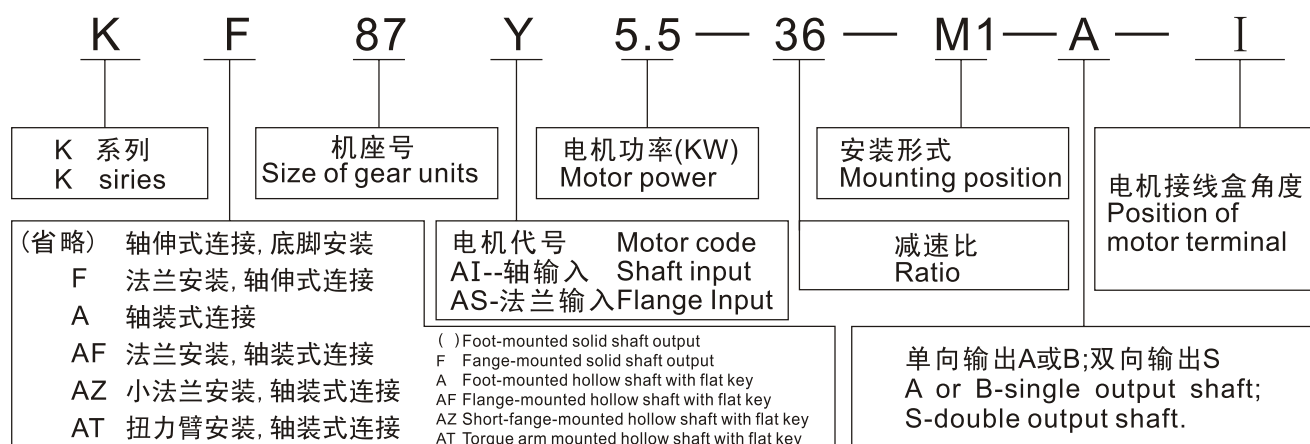 K F 87 Y 5.5 — 36 — M1 — A — I
K 系列
K siries
机座号
Size of gear units
电机功率(KW)
Motor power
安装形式
Mounting position
电机接线盒角度
Position of
motor terminal
(省略) 轴伸式连接, 底脚安装
F 法兰安装, 轴伸式连接
A 轴装式连接
AF 法兰安装, 轴装式连接
AZ 小法兰安装, 轴装式连接
AT 扭力臂安装, 轴装式连接
电机代号 Motor code
AI--轴输入 Shaft input
AS-法兰输入 Flange Input
减速比
Ratio
( ) Foot-mounted solid shaft output
F Fange-mounted solid shaft output
A Foot-mounted hollow shaft with flat key
AF Flange-mounted hollow shaft with flat key
AZ Short-fange-mounted hollow shaft with flat key
AT Torque arm mounted hollow shaft with flat key
单向输出A或B;双向输出S
A or B-single output shaft;
S-double output shaft.